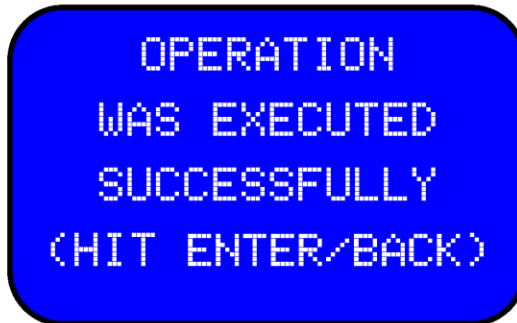 OPERATION
WAS EXECUTED
SUCCESSFULLY
(HIT ENTER/BACK)